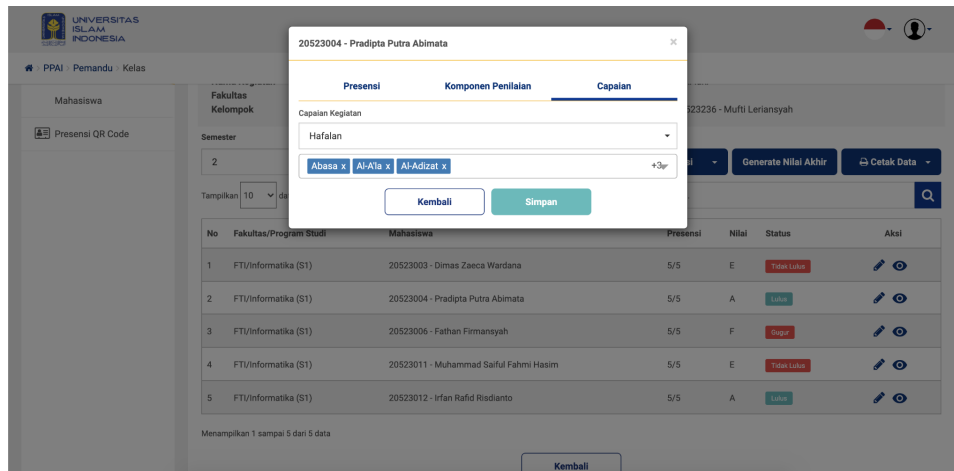 UNIVERSITAS
ISLAM
INDONESIA
PPAI > Pemandu > Kelas
Mahasiswa
Presensi QR Code
20523004 - Pradipta Putra Abimata
×
Presensi Komponen Penilaian Capaian
Capaian Kegiatan
Hafalan
Abasa x Al-A'la x Al-Adizat x +3
Kembali Simpan
Fakultas
Kelompok
523236 - Mufti Leriansyah
Semester
2
si Generate Nilai Akhir Cetak Data
Tampilkan 10 da
No Fakultas/Program Studi Mahasiswa Presensi Nilai Status Aksi
1 FTI/Informatika (S1) 20523003 - Dimas Zaeca Wardana 5/5 E Tidak Lulus
2 FTI/Informatika (S1) 20523004 - Pradipta Putra Abimata 5/5 A Lulus
3 FTI/Informatika (S1) 20523006 - Fathan Firmansyah 5/5 F Gugur
4 FTI/Informatika (S1) 20523011 - Muhammad Saiful Fahmi Hasim 5/5 E Tidak Lulus
5 FTI/Informatika (S1) 20523012 - Irfan Rafid Risdianto 5/5 A Lulus
Menampilkan 1 sampai 5 dari 5 data
Kembali